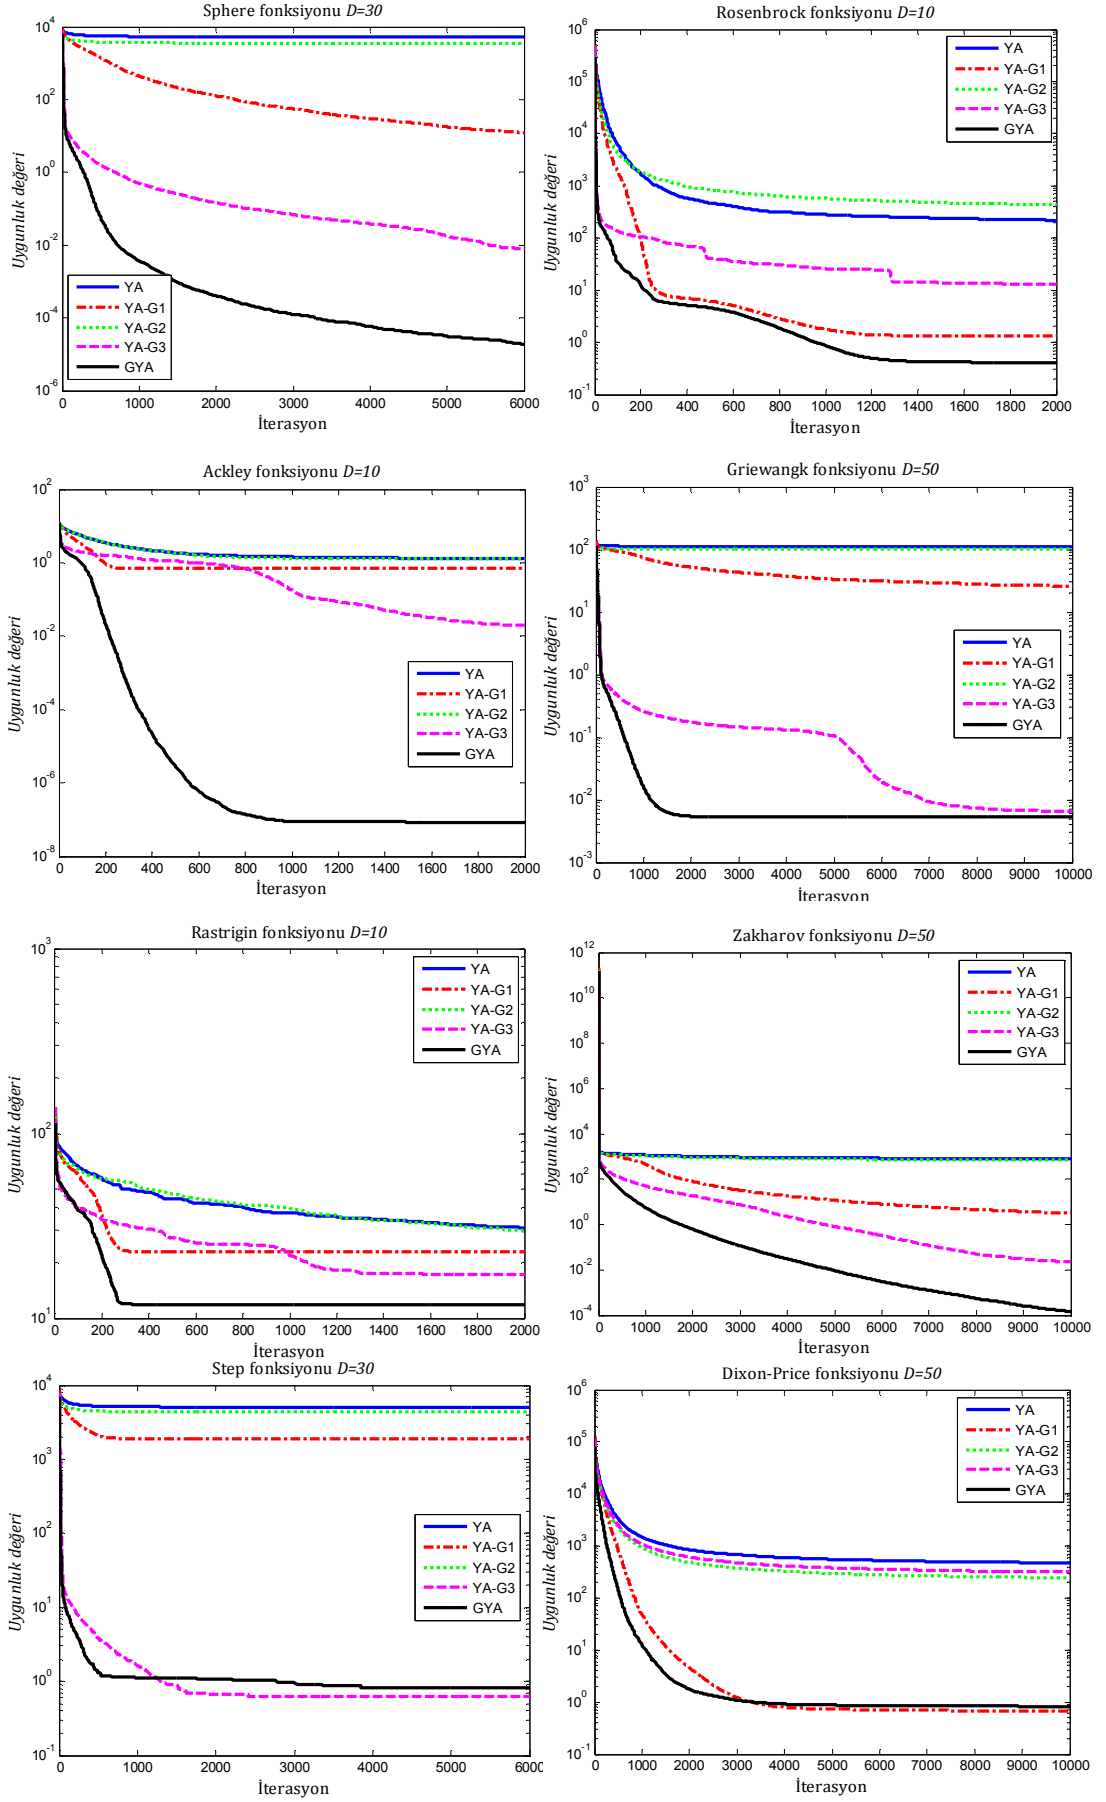 Sphere fonksiyonu D=30
10^4
10^2
10^0
10^-2
10^-4
10^-6
Uygunluk değeri
YA
YA-G1
YA-G2
YA-G3
GYA
0 1000 2000 3000 4000 5000 6000
İterasyon
Rosenbrock fonksiyonu D=10
10^6
10^5
10^4
10^3
10^2
10^1
10^0
10^-1
Uygunluk değeri
YA
YA-G1
YA-G2
YA-G3
GYA
0 200 400 600 800 1000 1200 1400 1600 1800 2000
İterasyon
Ackley fonksiyonu D=10
10^2
10^0
10^-2
10^-4
10^-6
10^-8
Uygunluk değeri
YA
YA-G1
YA-G2
YA-G3
GYA
0 200 400 600 800 1000 1200 1400 1600 1800 2000
İterasyon
Griewangk fonksiyonu D=50
10^3
10^2
10^1
10^0
10^-1
10^-2
10^-3
Uygunluk değeri
YA
YA-G1
YA-G2
YA-G3
GYA
0 1000 2000 3000 4000 5000 6000 7000 8000 9000 10000
İterasyon
Rastrigin fonksiyonu D=10
10^3
10^2
10^1
Uygunluk değeri
YA
YA-G1
YA-G2
YA-G3
GYA
0 200 400 600 800 1000 1200 1400 1600 1800 2000
İterasyon
Zakharov fonksiyonu D=50
10^12
10^10
10^8
10^6
10^4
10^2
10^0
10^-2
10^-4
Uygunluk değeri
YA
YA-G1
YA-G2
YA-G3
GYA
0 1000 2000 3000 4000 5000 6000 7000 8000 9000 10000
İterasyon
Step fonksiyonu D=30
10^4
10^3
10^2
10^1
10^0
10^-1
Uygunluk değeri
YA
YA-G1
YA-G2
YA-G3
GYA
0 1000 2000 3000 4000 5000 6000
İterasyon
Dixon-Price fonksiyonu D=50
10^6
10^5
10^4
10^3
10^2
10^1
10^0
10^-1
Uygunluk değeri
YA
YA-G1
YA-G2
YA-G3
GYA
0 1000 2000 3000 4000 5000 6000 7000 8000 9000 10000
İterasyon